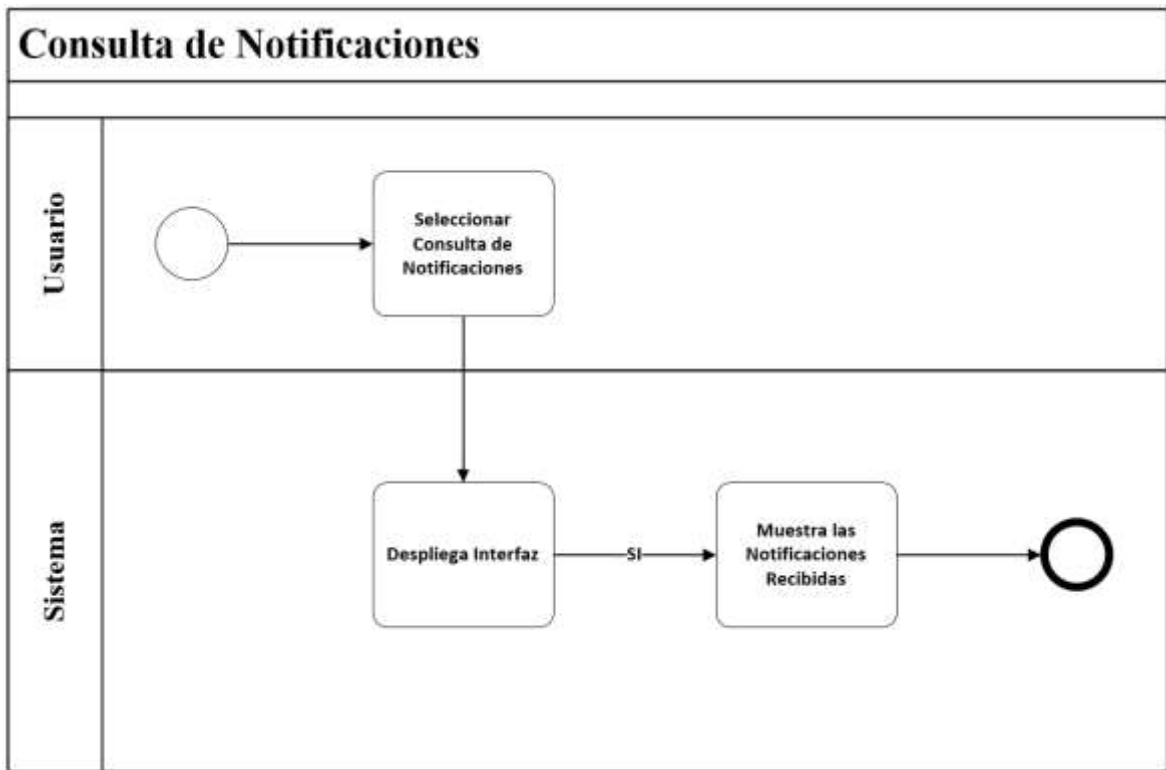 Consulta de Notificaciones
Usuario
Seleccionar
Consulta de
Notificaciones
Sistema
Despliega Interfaz
SI
Muestra las
Notificaciones
Recibidas